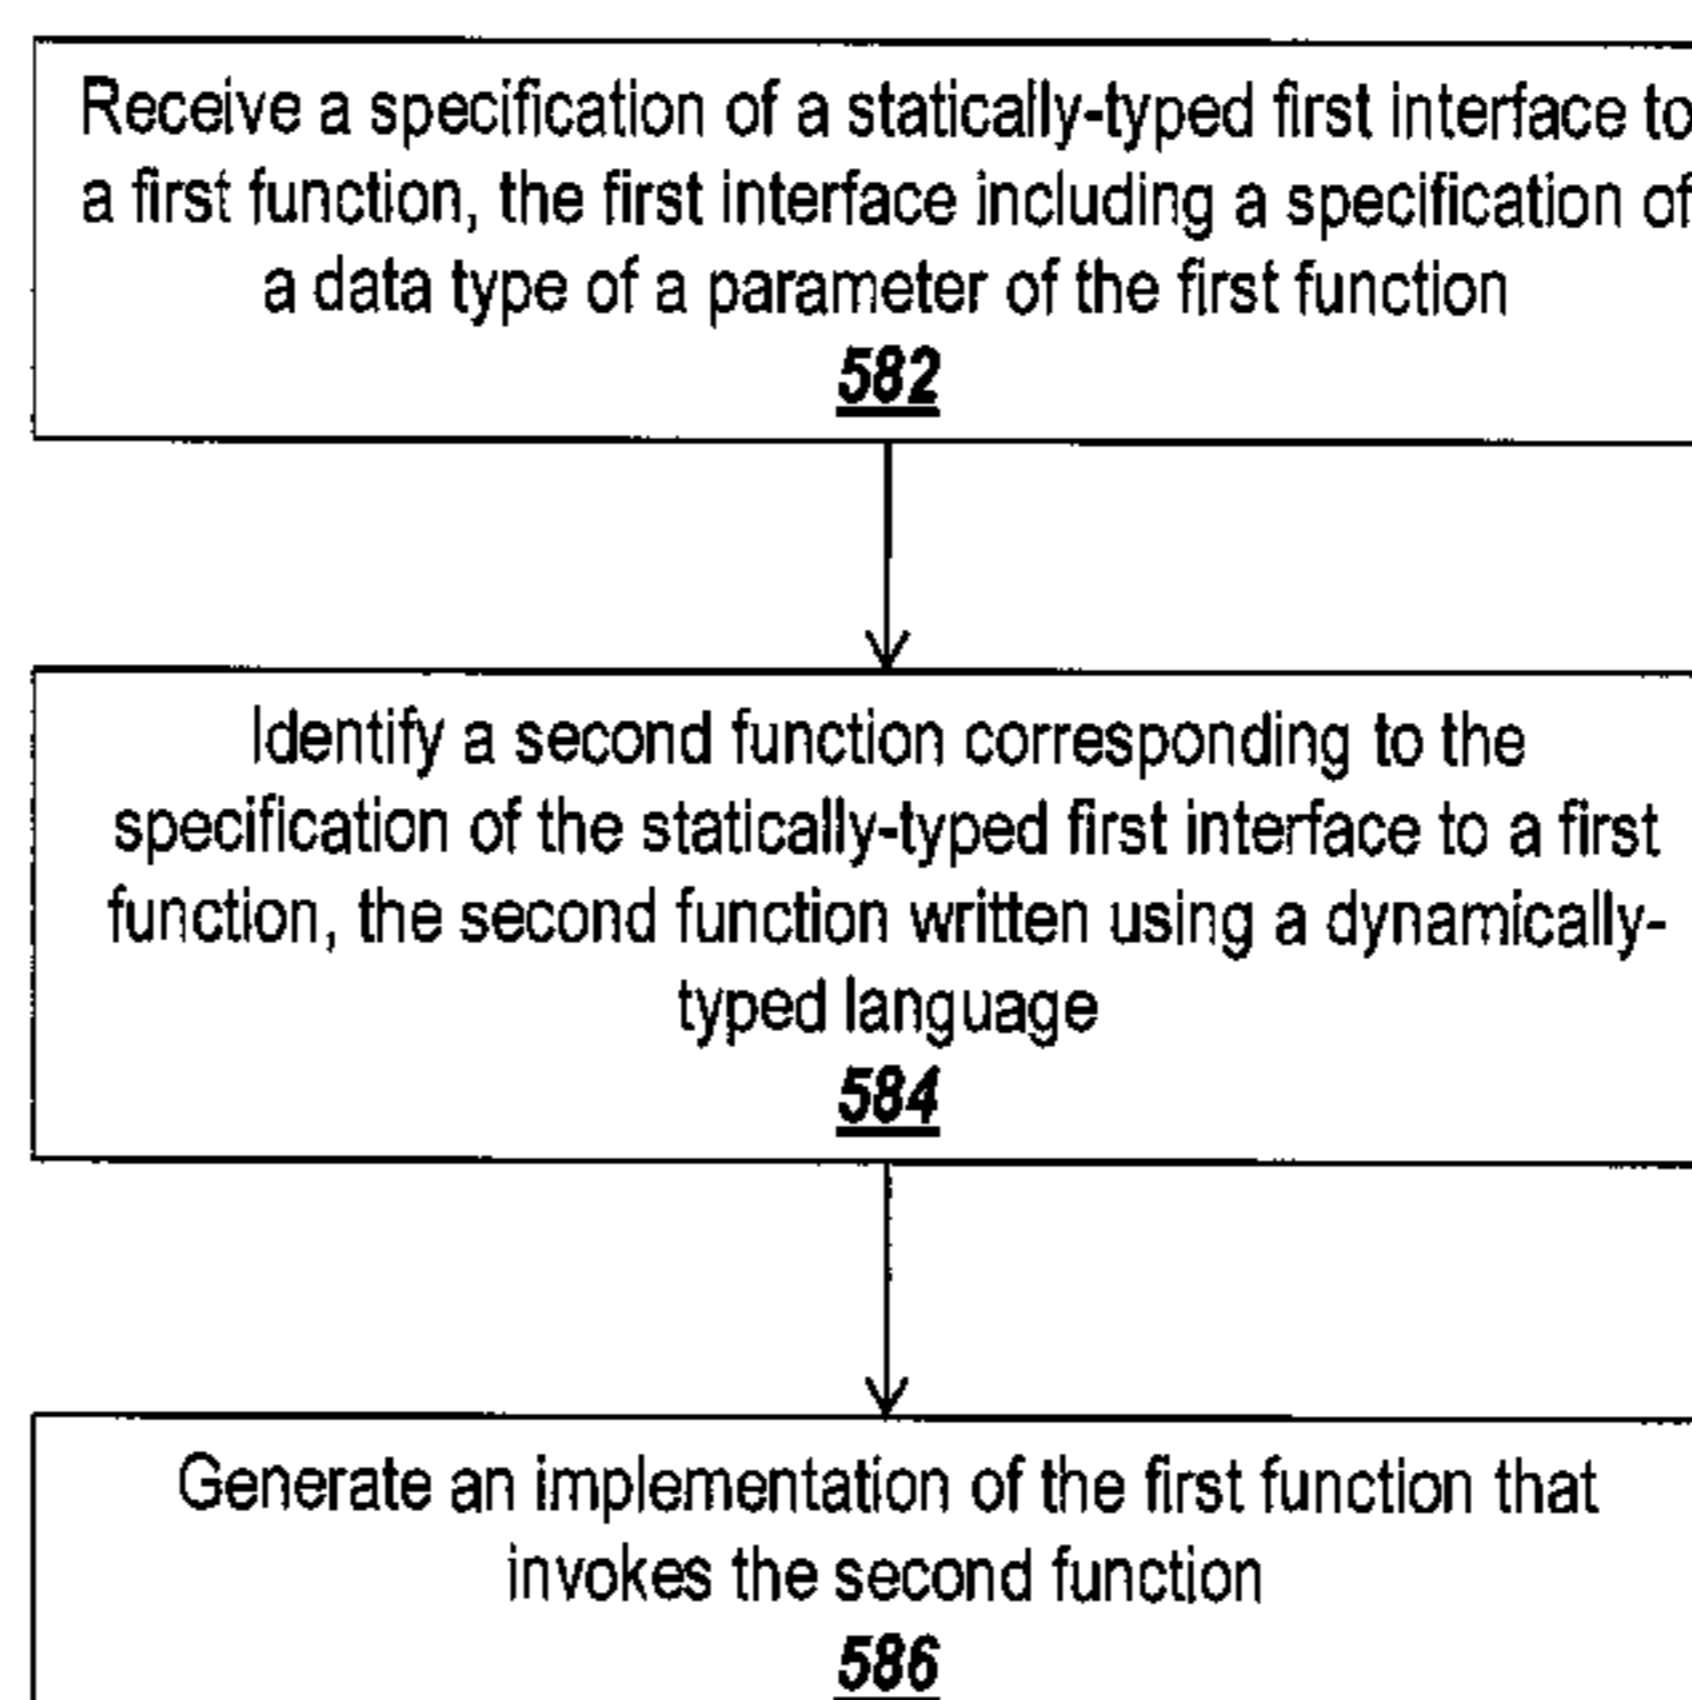 Receive a specification of a statically-typed first interface to
a first function, the first interface including a specification of
a data type of a parameter of the first function
582
Identify a second function corresponding to the
specification of the statically-typed first interface to a first
function, the second function written using a dynamically-
typed language
584
Generate an implementation of the first function that
invokes the second function
586